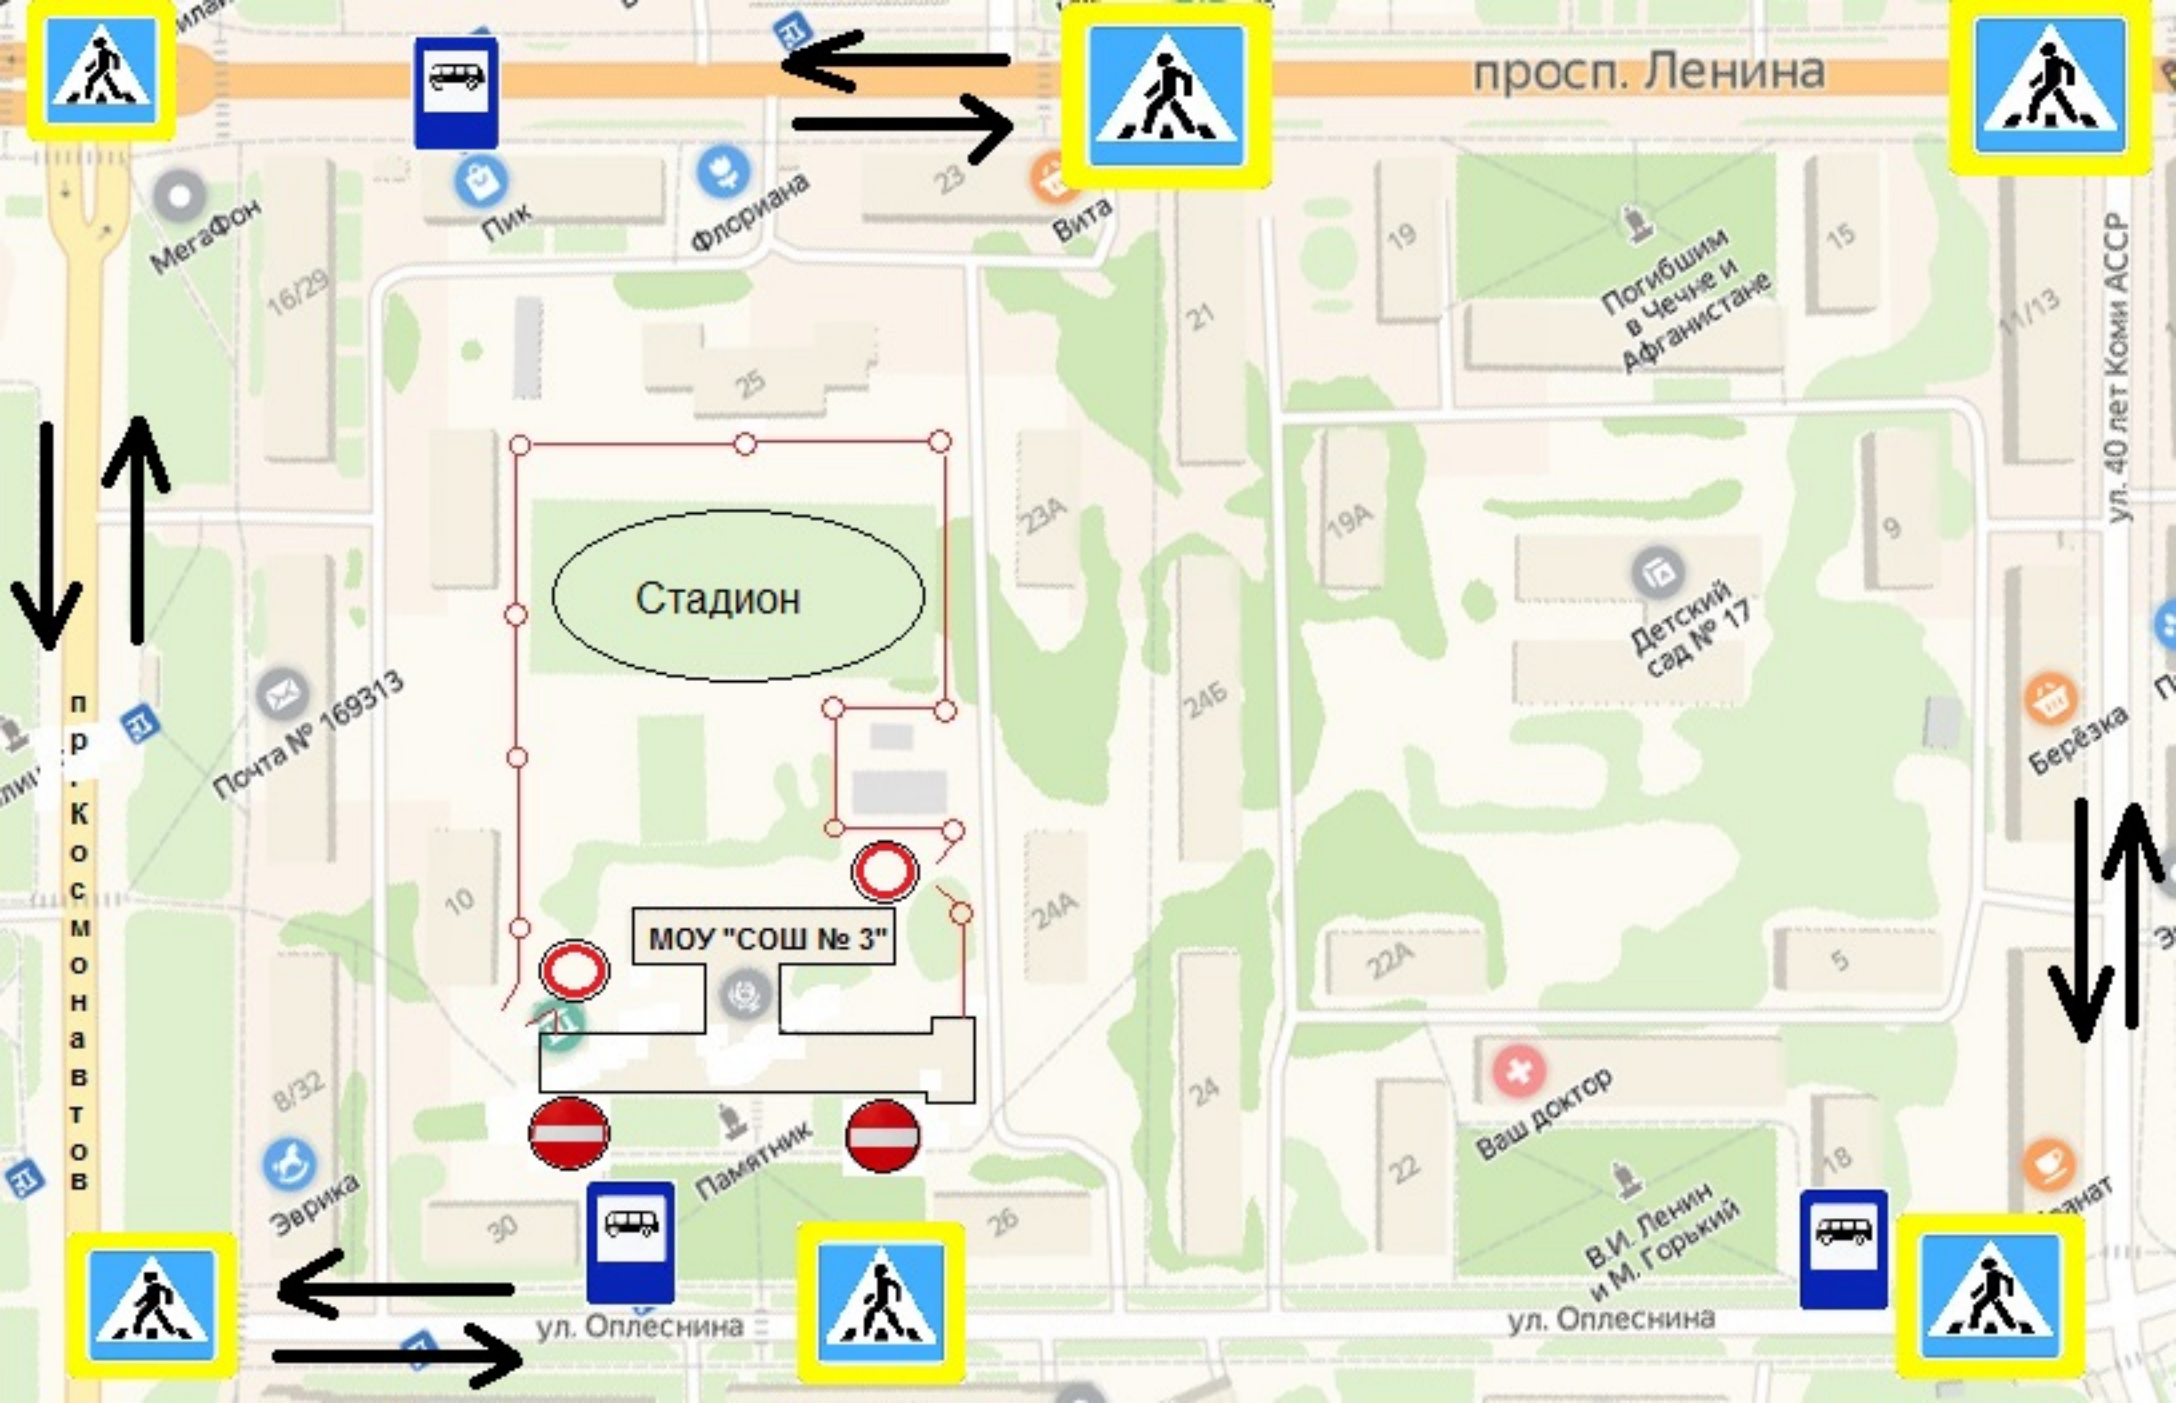 просп. Ленина
МегаФон
Пик
Флориана
23
Вита
16/29
19
15
Погибшим
в Чечне и
Афганистане
11/13
ул. 40 лет Коми АССР
21
25
23А
19А
9
Стадион
Детский
сад № 17
24Б
Почта № 169313
пр. Космонавтов
Берёзка
10
24А
22А
5
МОУ "СОШ № 3"
8/32
24
Ваш доктор
22
18
Памятник
Эврика
30
26
В.И. Ленин
и М. Горький
ул. Оплеснина
ул. Оплеснина